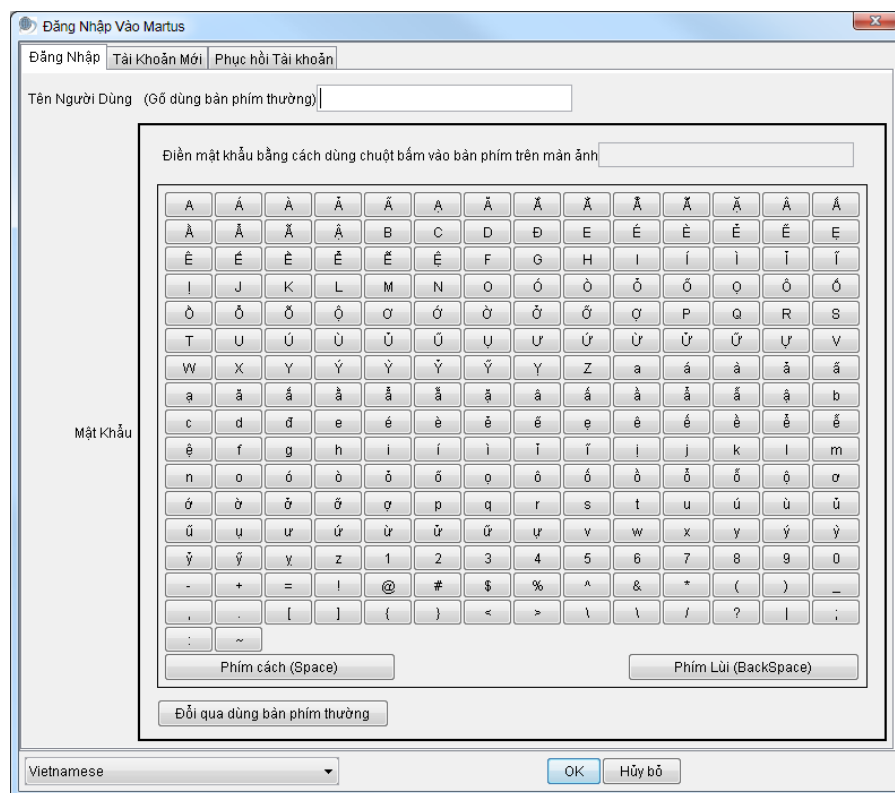 Đăng Nhập Vào Martus
Đăng Nhập Tài Khoản Mới Phục hồi Tài khoản
Tên Người Dùng (Gố dùng bàn phím thường)
Điền mật khẩu bằng cách dùng chuột bấm vào bàn phím trên màn ảnh
A Á À Ả Ã Ạ Ă Ắ Ằ Ẳ Ẵ Ặ Â Ấ
Ầ Ẩ Ẫ Ậ B C D Đ E É È Ẻ Ẽ Ẹ
Ê Ế Ề Ể Ễ Ệ F G H I Í Ì Ỉ Ĩ
Ị J K L M N O Ó Ò Ỏ Õ Ọ Ô Ố
Ồ Ổ Ỗ Ộ Ơ Ớ Ờ Ở Ỡ Ợ P Q R S
T U Ú Ù Ủ Ũ Ụ Ư Ứ Ừ Ử Ữ Ự V
W X Y Ý Ỳ Ỷ Ỹ Ỵ Z a á à ả ã
ạ ă ắ ằ ẳ ẵ ặ â ấ ầ ẩ ẫ ậ b
Mật Khẩu
c d đ e é è ẻ ẽ ẹ ê ế ề ể ễ
ệ f g h i í ì ỉ ĩ ị j k l m
n o ó ò ỏ õ ọ ô ố ồ ổ ỗ ộ ơ
ớ ờ ở ỡ ợ p q r s t u ú ù ủ
ũ ụ ư ứ ừ ử ữ ự v w x y ý ỳ
ỷ ỹ ỵ z 1 2 3 4 5 6 7 8 9 0
- + = ! @ # $ % ^ & * ( ) _
, . [ ] { } < > \ \ / ? | ;
: ~
Phím cách (Space) Phím Lùi (BackSpace)
Đổi qua dùng bàn phím thường
Vietnamese OK Hủy bỏ